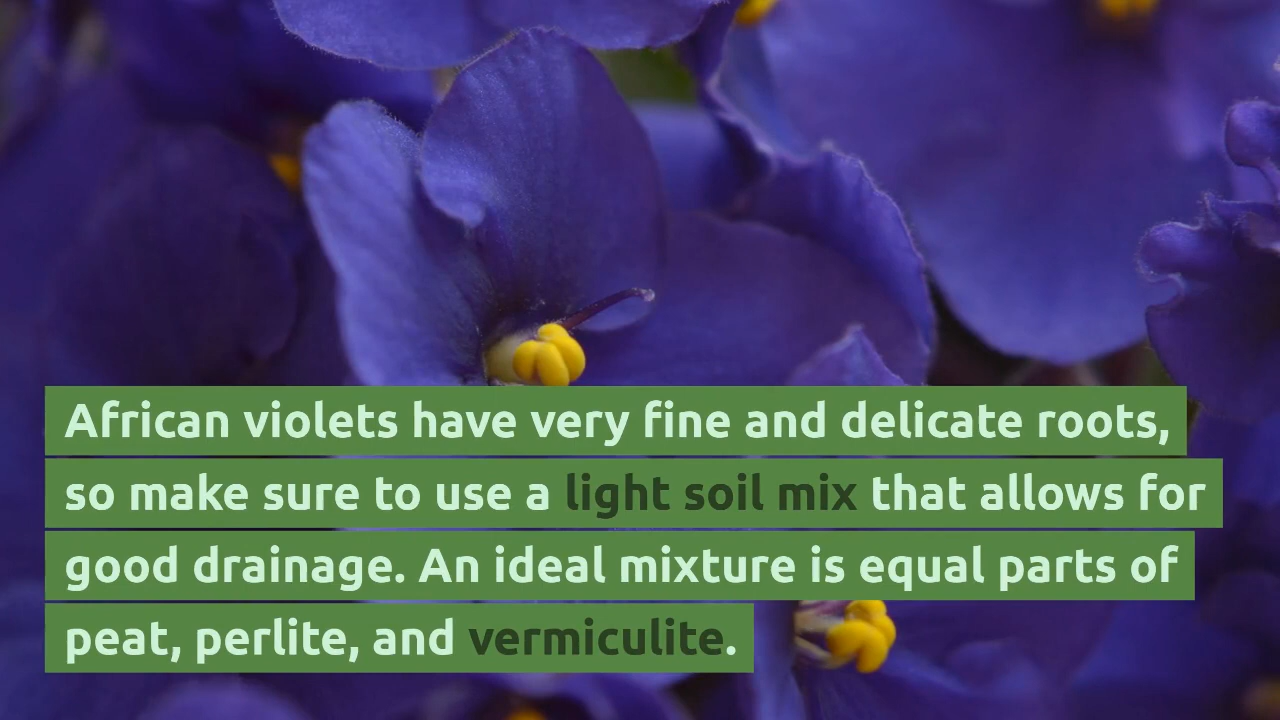 African violets have very fine and delicate roots,
so make sure to use a light soil mix that allows for
good drainage. An ideal mixture is equal parts of
peat, perlite, and vermiculite.